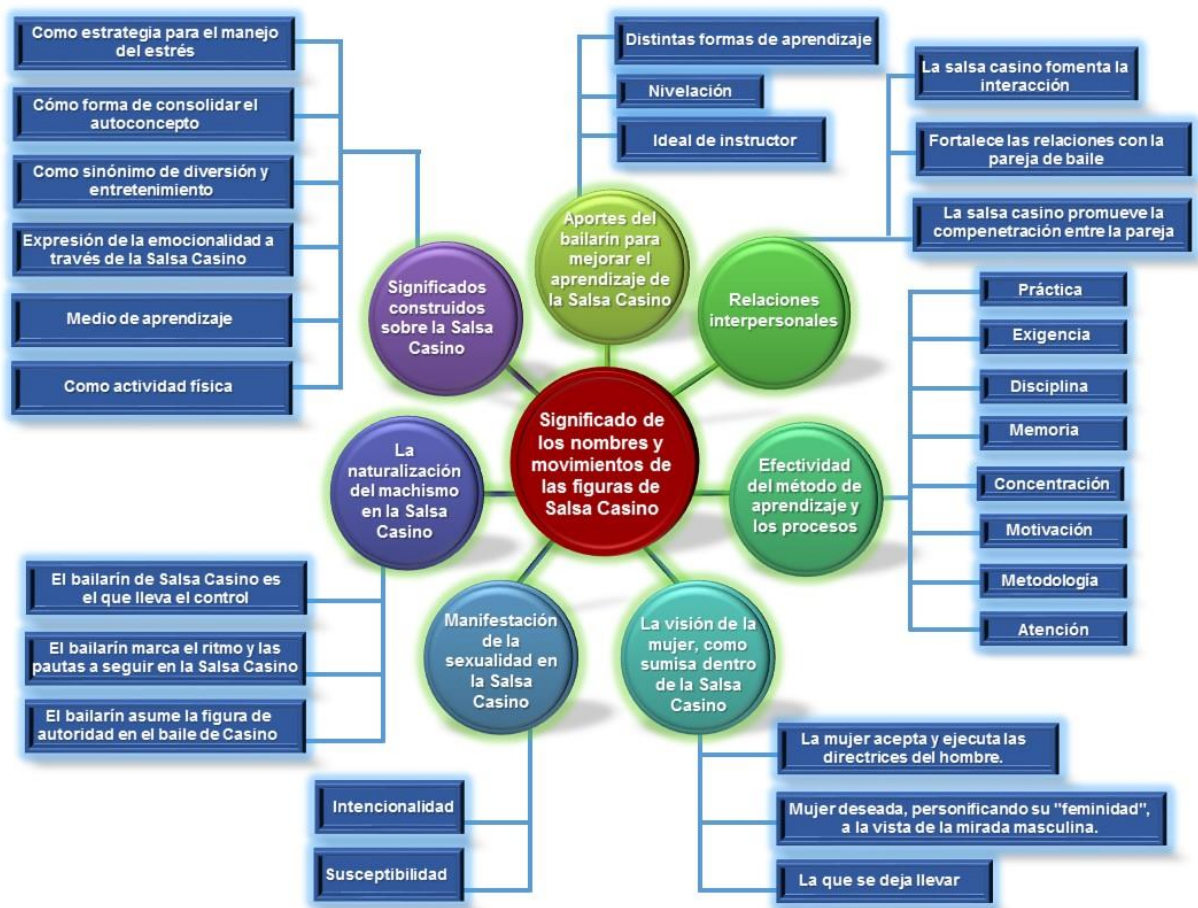 Como estrategia para el manejo
del estrés
Cómo forma de consolidar el
autoconcepto
Como sinónimo de diversión y
entretenimiento
Expresión de la emocionalidad a
través de la Salsa Casino
Medio de aprendizaje
Como actividad física
Significados
construidos
sobre la Salsa
Casino
Distintas formas de aprendizaje
Nivelación
Ideal de instructor
Aportes del
bailarín para
mejorar el
aprendizaje de
la Salsa Casino
La salsa casino fomenta la
interacción
Fortalece las relaciones con la
pareja de baile
La salsa casino promueve la
compenetración entre la pareja
Relaciones
interpersonales
Significado de
los nombres y
movimientos de
las figuras de
Salsa Casino
Efectividad
del método de
aprendizaje y
los procesos
Práctica
Exigencia
Disciplina
Memoria
Concentración
Motivación
Metodología
Atención
La
naturalización
del machismo
en la Salsa
Casino
El bailarín de Salsa Casino es
el que lleva el control
El bailarín marca el ritmo y las
pautas a seguir en la Salsa Casino
El bailarín asume la figura de
autoridad en el baile de Casino
Manifestación
de la
sexualidad en
la Salsa
Casino
Intencionalidad
Susceptibilidad
La visión de la
mujer, como
sumisa dentro
de la Salsa
Casino
La mujer acepta y ejecuta las
directrices del hombre.
Mujer deseada, personificando su "feminidad",
a la vista de la mirada masculina.
La que se deja llevar